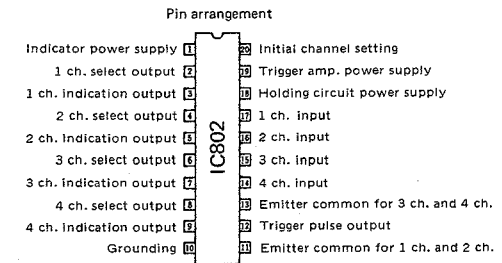 Pin arrangement
Indicator power supply 1
1 ch. select output 2
1 ch. indication output 3
2 ch. select output 4
2 ch. indication output 5
3 ch. select output 6
3 ch. indication output 7
4 ch. select output 8
4 ch. indication output 9
Grounding 10
IC802
20 Initial channel setting
19 Trigger amp. power supply
18 Holding circuit power supply
17 1 ch. input
16 2 ch. input
15 3 ch. input
14 4 ch. input
13 Emitter common for 3 ch. and 4 ch.
12 Trigger pulse output
11 Emitter common for 1 ch. and 2 ch.